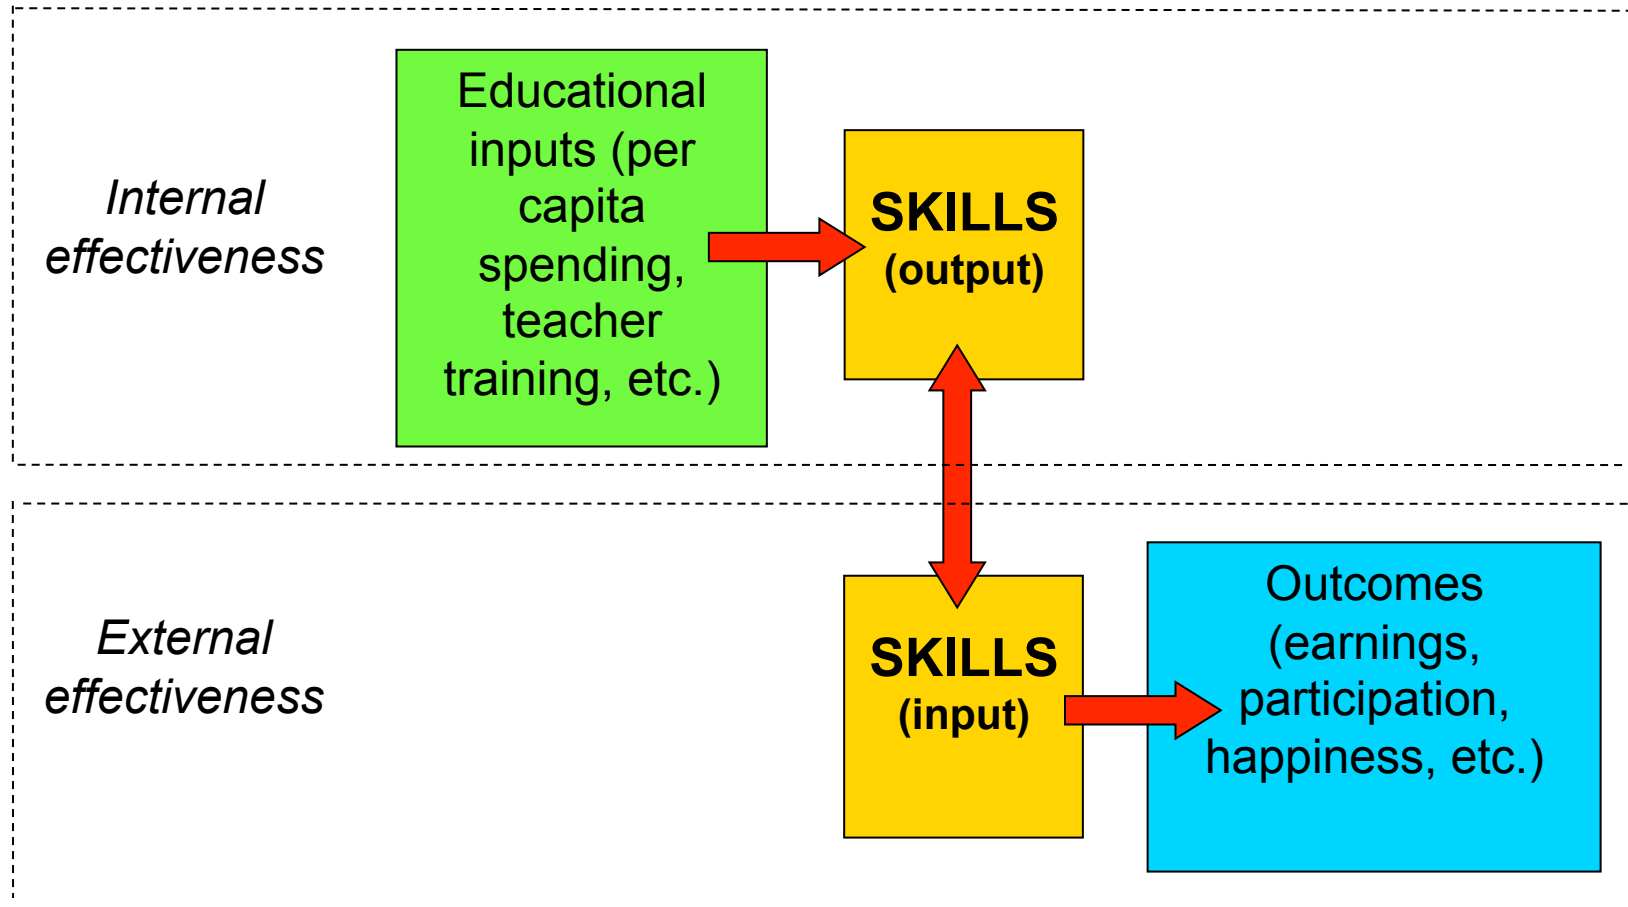 Internal
effectiveness
Educational
inputs (per
capita
spending,
teacher
training, etc.)
SKILLS
(output)
External
effectiveness
SKILLS
(input)
Outcomes
(earnings,
participation,
happiness, etc.)